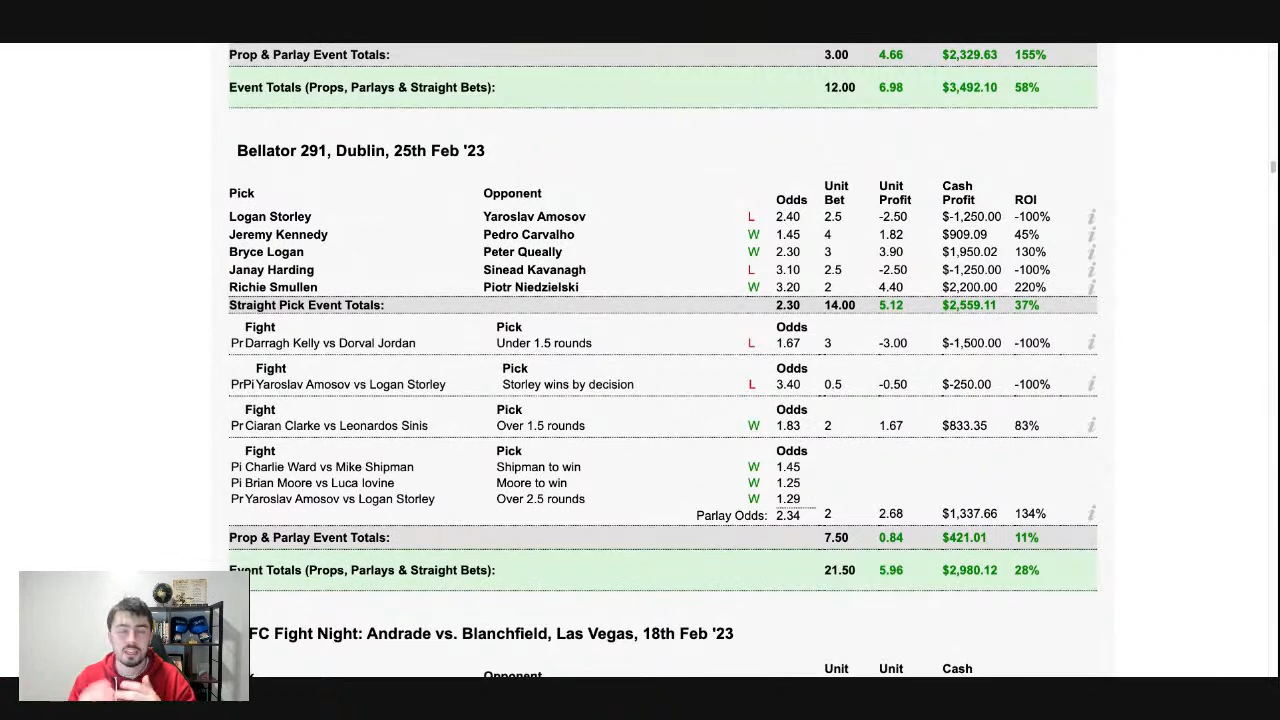 Prop & Parlay Event Totals: 3.00 4.66 $2,329.63 155%
Event Totals (Props, Parlays & Straight Bets): 12.00 6.98 $3,492.10 58%
Bellator 291, Dublin, 25th Feb '23
Pick Opponent Odds Unit Bet Unit Profit Cash Profit ROI
Logan Storley Yaroslav Amosov L 2.40 2.5 -2.50 $-1,250.00 -100% i
Jeremy Kennedy Pedro Carvalho W 1.45 4 1.82 $909.09 45% i
Bryce Logan Peter Queally W 2.30 3 3.90 $1,950.02 130% i
Janay Harding Sinead Kavanagh L 3.10 2.5 -2.50 $-1,250.00 -100% i
Richie Smullen Piotr Niedzielski W 3.20 2 4.40 $2,200.00 220% i
Straight Pick Event Totals: 2.30 14.00 5.12 $2,559.11 37%
Fight Pick Odds
Pr Darragh Kelly vs Dorval Jordan Under 1.5 rounds L 1.67 3 -3.00 $-1,500.00 -100% i
Fight Pick Odds
PrPi Yaroslav Amosov vs Logan Storley Storley wins by decision L 3.40 0.5 -0.50 $-250.00 -100% i
Fight Pick Odds
Pr Ciaran Clarke vs Leonardos Sinis Over 1.5 rounds W 1.83 2 1.67 $833.35 83% i
Fight Pick Odds
Pi Charlie Ward vs Mike Shipman Shipman to win W 1.45
Pi Brian Moore vs Luca Iovine Moore to win W 1.25
Pr Yaroslav Amosov vs Logan Storley Over 2.5 rounds W 1.29
Parlay Odds: 2.34 2 2.68 $1,337.66 134% i
Prop & Parlay Event Totals: 7.50 0.84 $421.01 11%
Event Totals (Props, Parlays & Straight Bets): 21.50 5.96 $2,980.12 28%
FC Fight Night: Andrade vs. Blanchfield, Las Vegas, 18th Feb '23
Opponent Unit Unit Cash